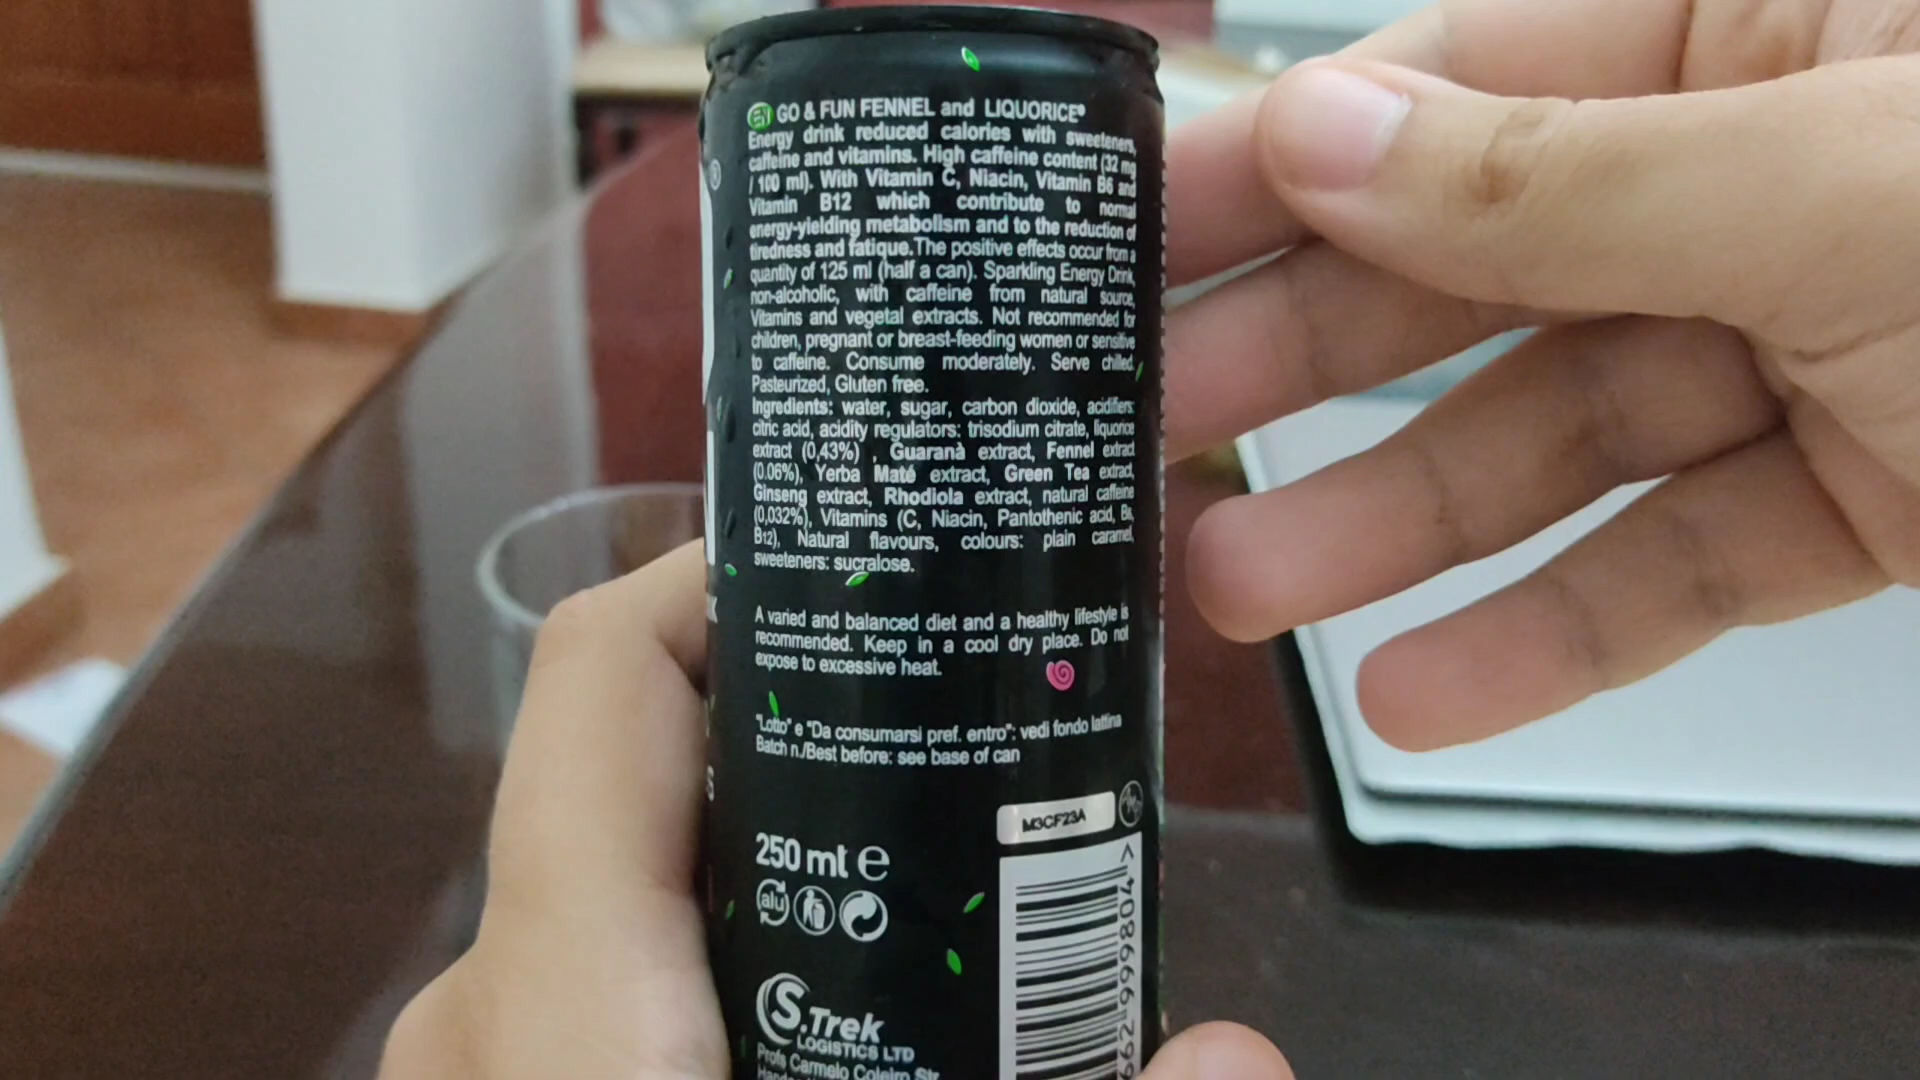 EN GO & FUN FENNEL and LIQUORICE®
Energy drink reduced calories with sweeteners,
caffeine and vitamins. High caffeine content (32 mg
/ 100 ml). With Vitamin C, Niacin, Vitamin B6 and
Vitamin B12 which contribute to normal
energy-yielding metabolism and to the reduction of
tiredness and fatique. The positive effects occur from a
quantity of 125 ml (half a can). Sparkling Energy Drink,
non-alcoholic, with caffeine from natural source,
Vitamins and vegetal extracts. Not recommended for
children, pregnant or breast-feeding women or sensitive
to caffeine. Consume moderately. Serve chilled.
Pasteurized, Gluten free.
Ingredients: water, sugar, carbon dioxide, acidifiers:
citric acid, acidity regulators: trisodium citrate, liquorice
extract (0,43%) , Guaranà extract, Fennel extract
(0.06%), Yerba Maté extract, Green Tea extract,
Ginseng extract, Rhodiola extract, natural caffeine
(0,032%), Vitamins (C, Niacin, Pantothenic acid, B6,
B12), Natural flavours, colours: plain caramel,
sweeteners: sucralose.
A varied and balanced diet and a healthy lifestyle is
recommended. Keep in a cool dry place. Do not
expose to excessive heat.
"Lotto" e "Da consumarsi pref. entro": vedi fondo lattina
Batch n./Best before: see base of can
M3CF23A
250 ml e
alu
S.Trek
LOGISTICS LTD
Profs Carmelo Coleiro Str
662 999804 >